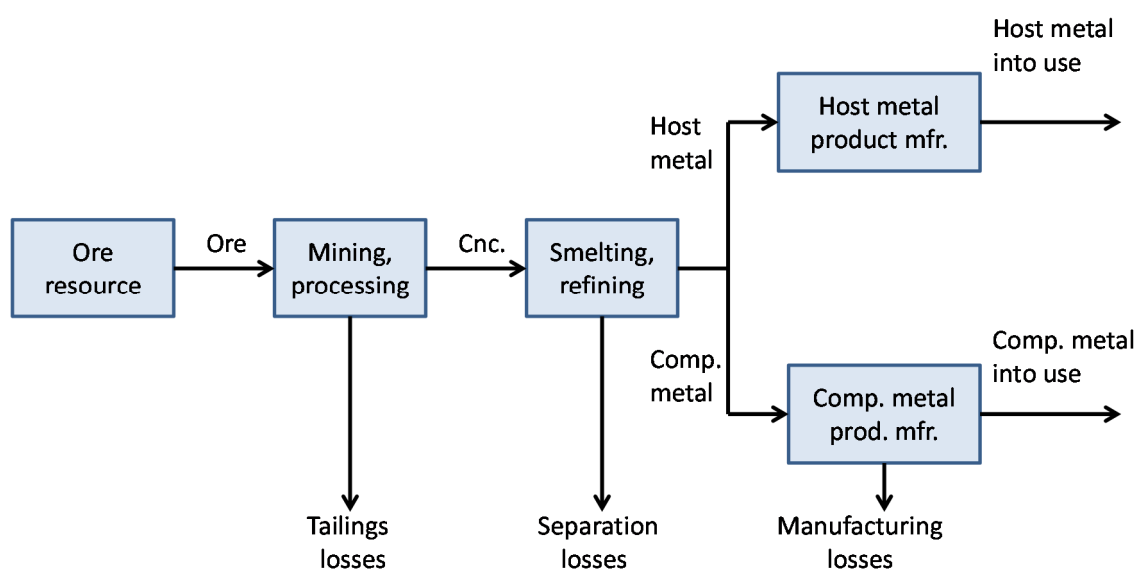 Host metal
into use
Host metal
product mfr.
Host
metal
Ore
resource
Ore
Mining,
processing
Cnc.
Smelting,
refining
Comp.
metal
Comp. metal
prod. mfr.
Comp. metal
into use
Tailings
losses
Separation
losses
Manufacturing
losses